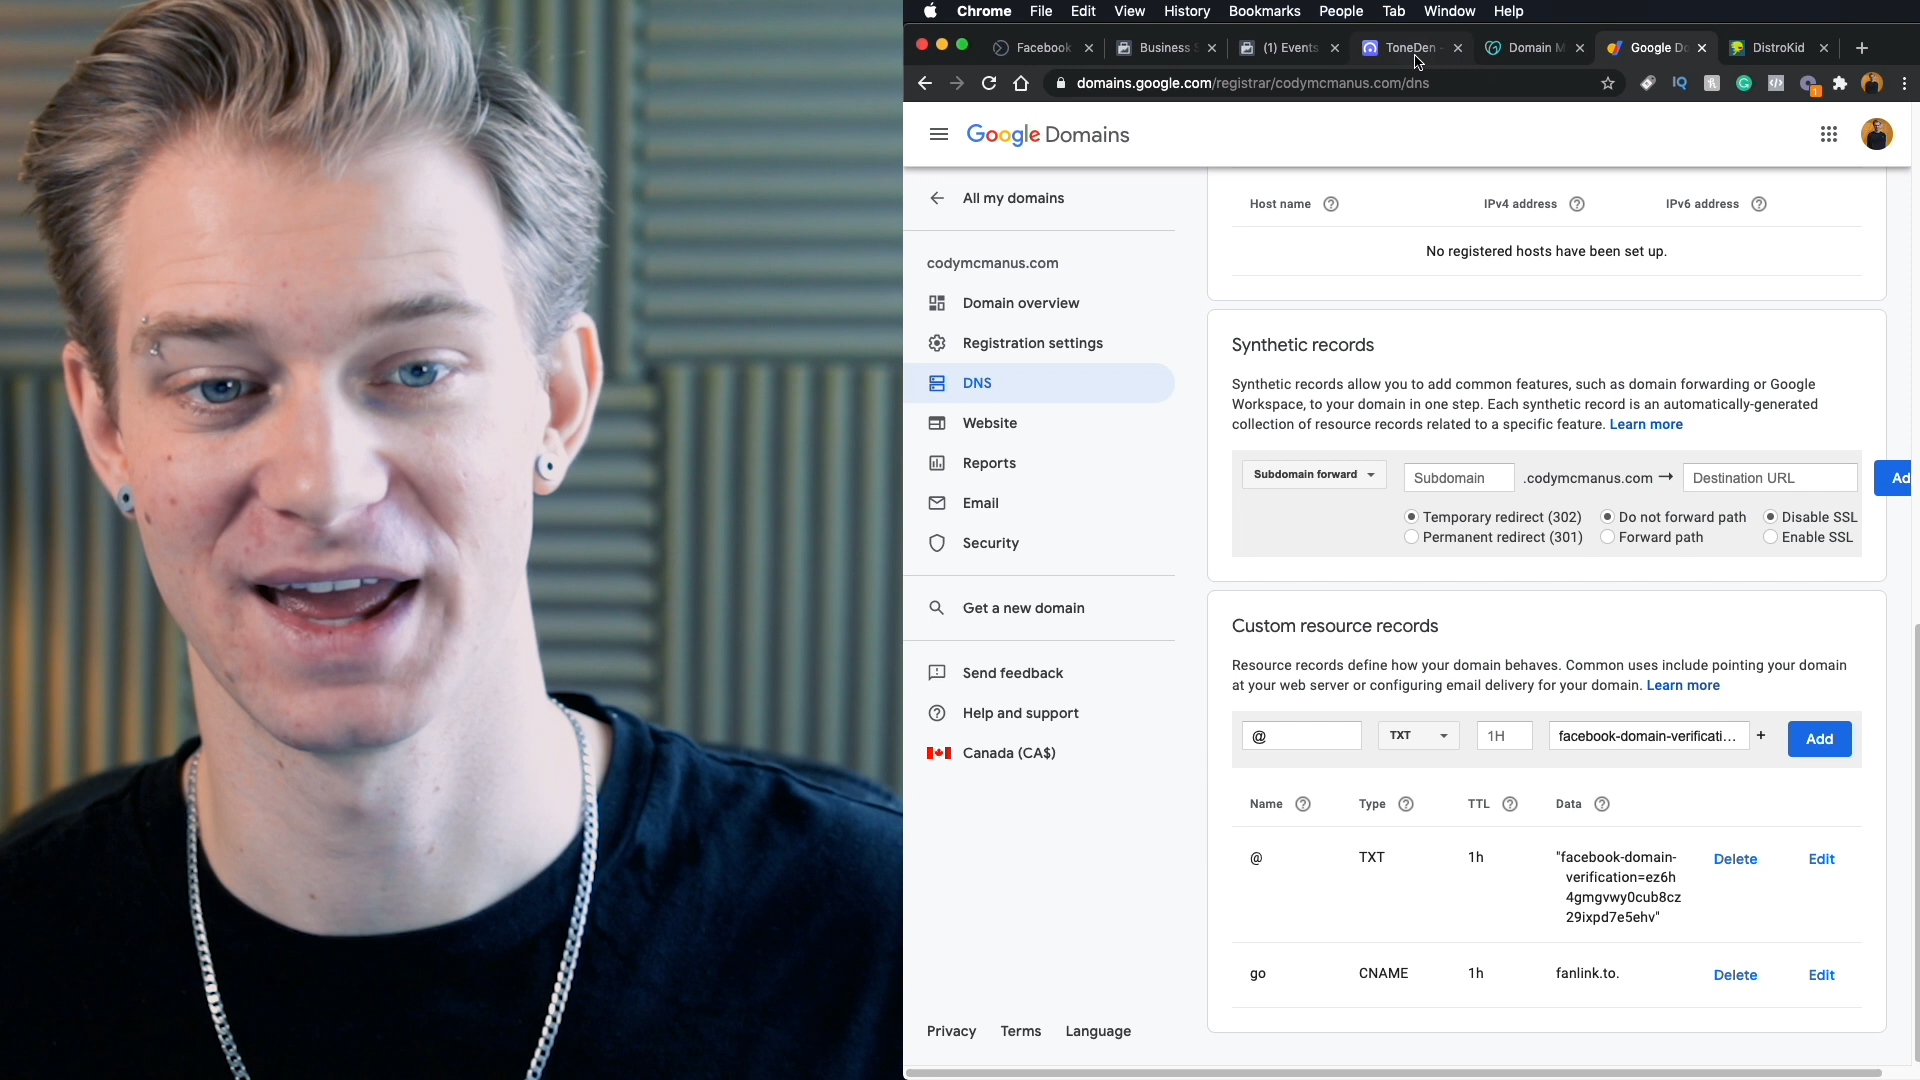 Chrome File Edit View History Bookmarks People Tab Window Help
Facebook Business S (1) Events ToneDen - Domain M Google Do DistroKid
domains.google.com/registrar/codymcmanus.com/dns
Google Domains
All my domains
codymcmanus.com
Domain overview
Registration settings
DNS
Website
Reports
Email
Security
Get a new domain
Send feedback
Help and support
Canada (CA$)
Privacy Terms Language
Host name IPv4 address IPv6 address
No registered hosts have been set up.
Synthetic records
Synthetic records allow you to add common features, such as domain forwarding or Google
Workspace, to your domain in one step. Each synthetic record is an automatically-generated
collection of resource records related to a specific feature. Learn more
Subdomain forward Subdomain .codymcmanus.com → Destination URL Ad
Temporary redirect (302) Do not forward path Disable SSL
Permanent redirect (301) Forward path Enable SSL
Custom resource records
Resource records define how your domain behaves. Common uses include pointing your domain
at your web server or configuring email delivery for your domain. Learn more
@ TXT 1H facebook-domain-verificati... + Add
Name Type TTL Data
@ TXT 1h "facebook-domain- Delete Edit
verification=ez6h
4gmgvwy0cub8cz
29ixpd7e5ehv"
go CNAME 1h fanlink.to. Delete Edit